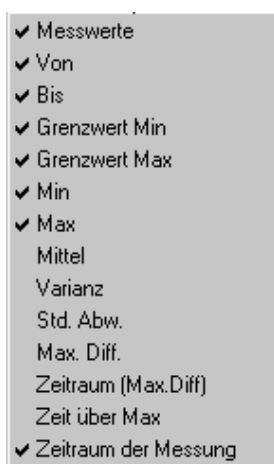 Messwerte
Von
Bis
Grenzwert Min
Grenzwert Max
Min
Max
Mittel
Varianz
Std. Abw.
Max. Diff.
Zeitraum (Max.Diff)
Zeit über Max
Zeitraum der Messung